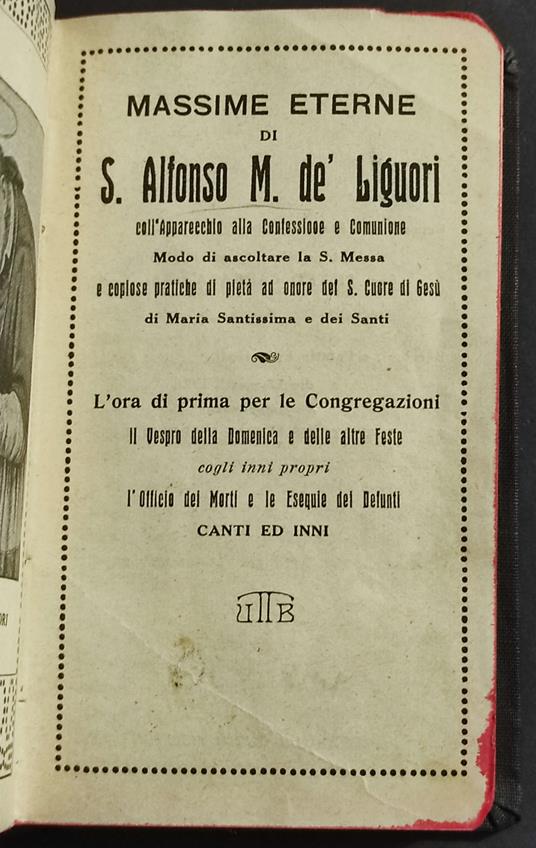 MASSIME ETERNE
DI
S. Alfonso M. de' Liguori
coll'Apparecchio alla Confessione e Comunione
Modo di ascoltare la S. Messa
e copiose pratiche di pietà ad onore del S. Cuore di Gesù
di Maria Santissima e dei Santi
L'ora di prima per le Congregazioni
Il Vespro della Domenica e delle altre Feste
cogli inni propri
l'Officio dei Morti e le Esequie dei Defunti
CANTI ED INNI